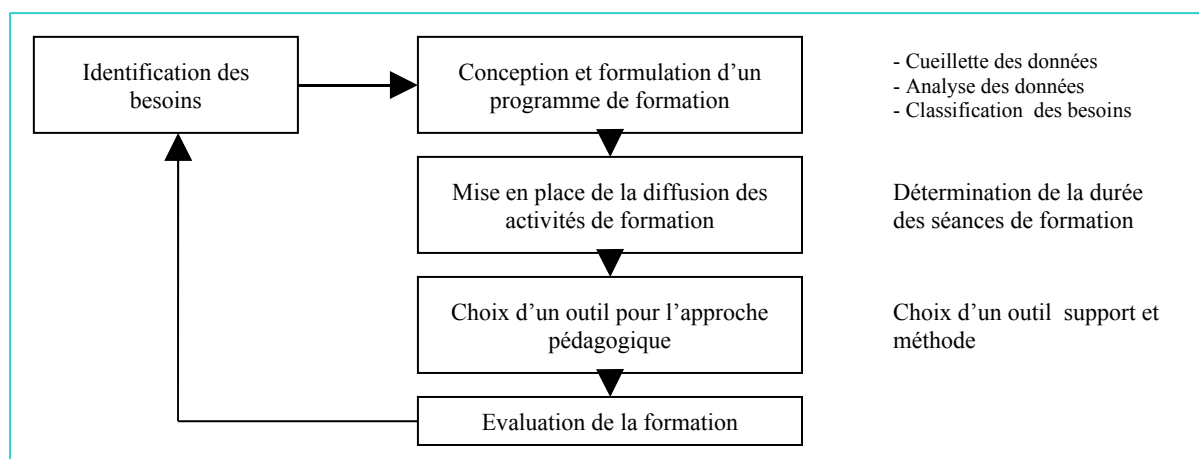 Identification des
besoins
Conception et formulation d’un
programme de formation
- Cueillette des données
- Analyse des données
- Classification  des besoins
Mise en place de la diffusion des
activités de formation
Détermination de la durée
des séances de formation
Choix d’un outil pour l’approche
pédagogique
Choix d’un outil  support et
méthode
Evaluation de la formation